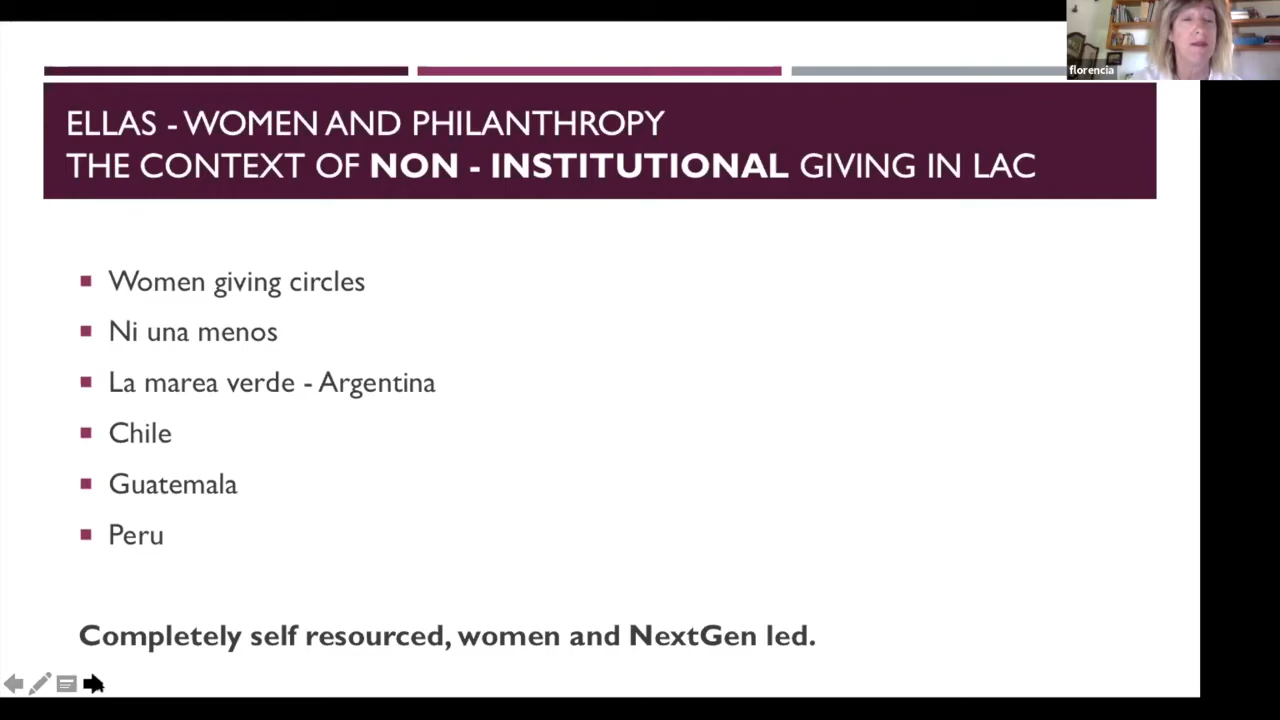 florencia
ELLAS - WOMEN AND PHILANTHROPY
THE CONTEXT OF NON - INSTITUTIONAL GIVING IN LAC
Women giving circles
Ni una menos
La marea verde - Argentina
Chile
Guatemala
Peru
Completely self resourced, women and NextGen led.